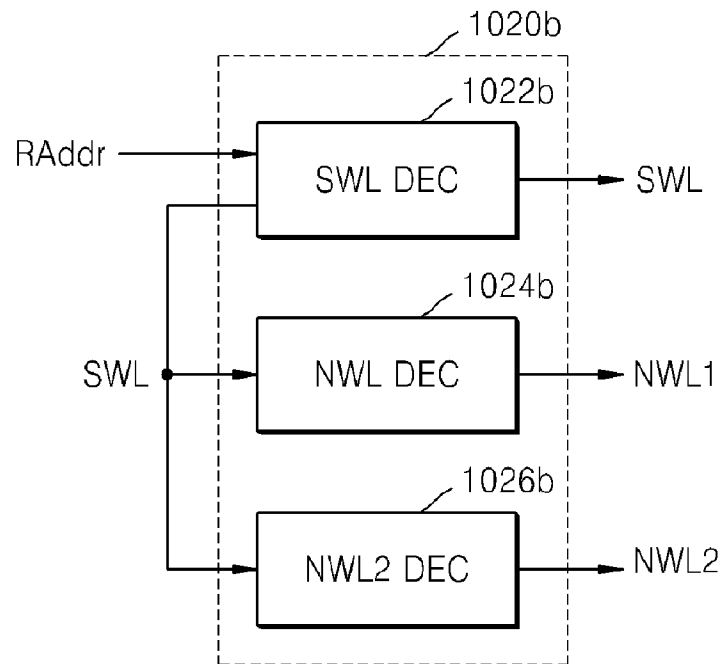 1020b
1022b
RAddr
SWL DEC
SWL
1024b
SWL
NWL DEC
NWL1
1026b
NWL2 DEC
NWL2